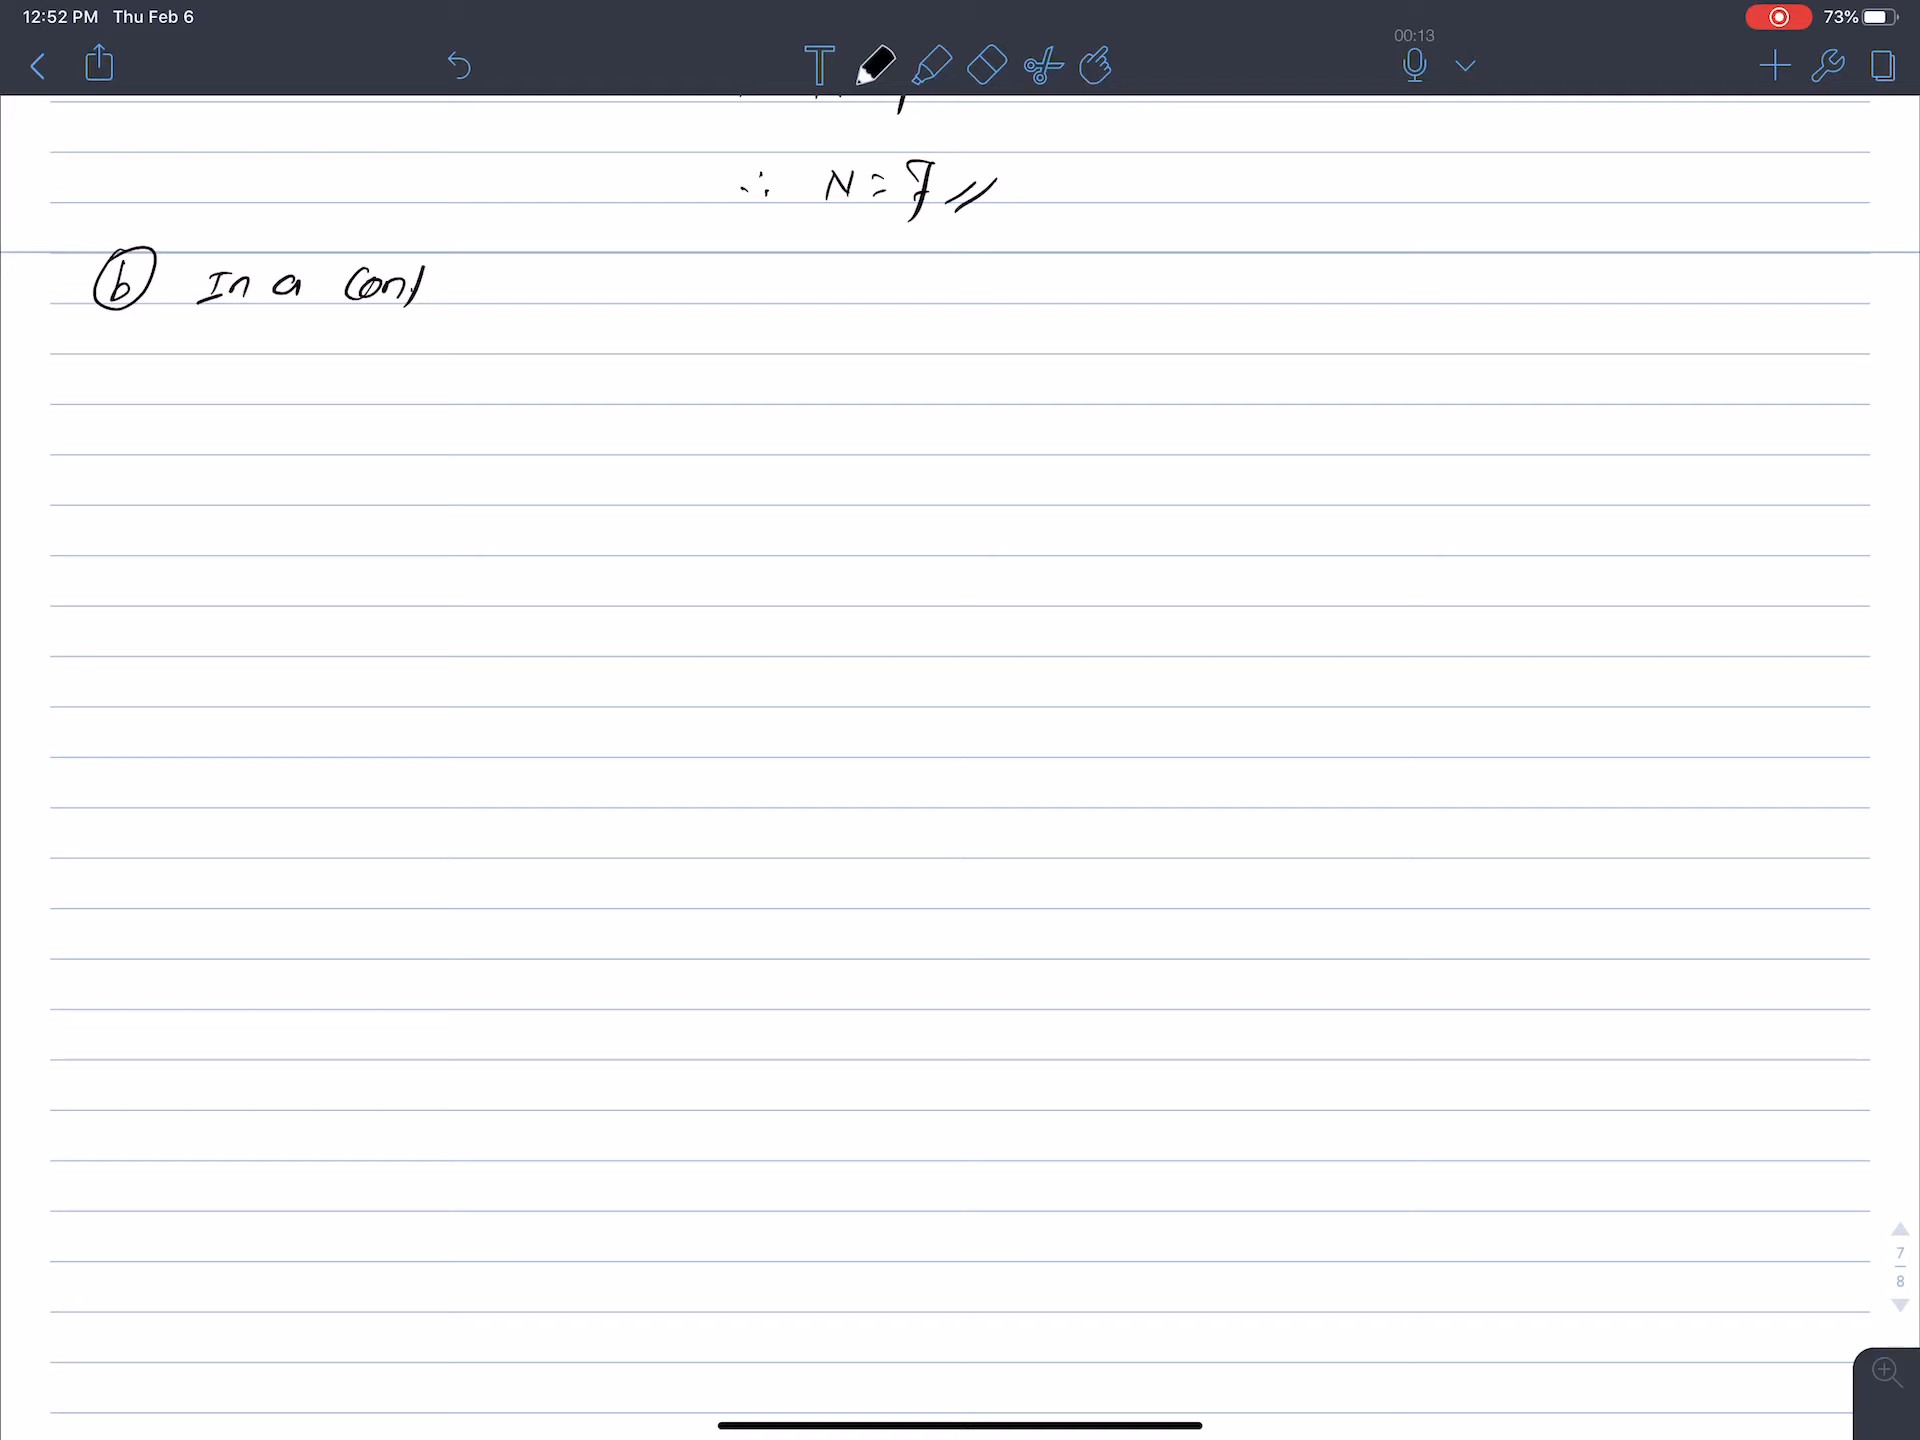 12:52 PM Thu Feb 6
73%
00:13
T
∴ N = 7 //
(b) In a con
7
8